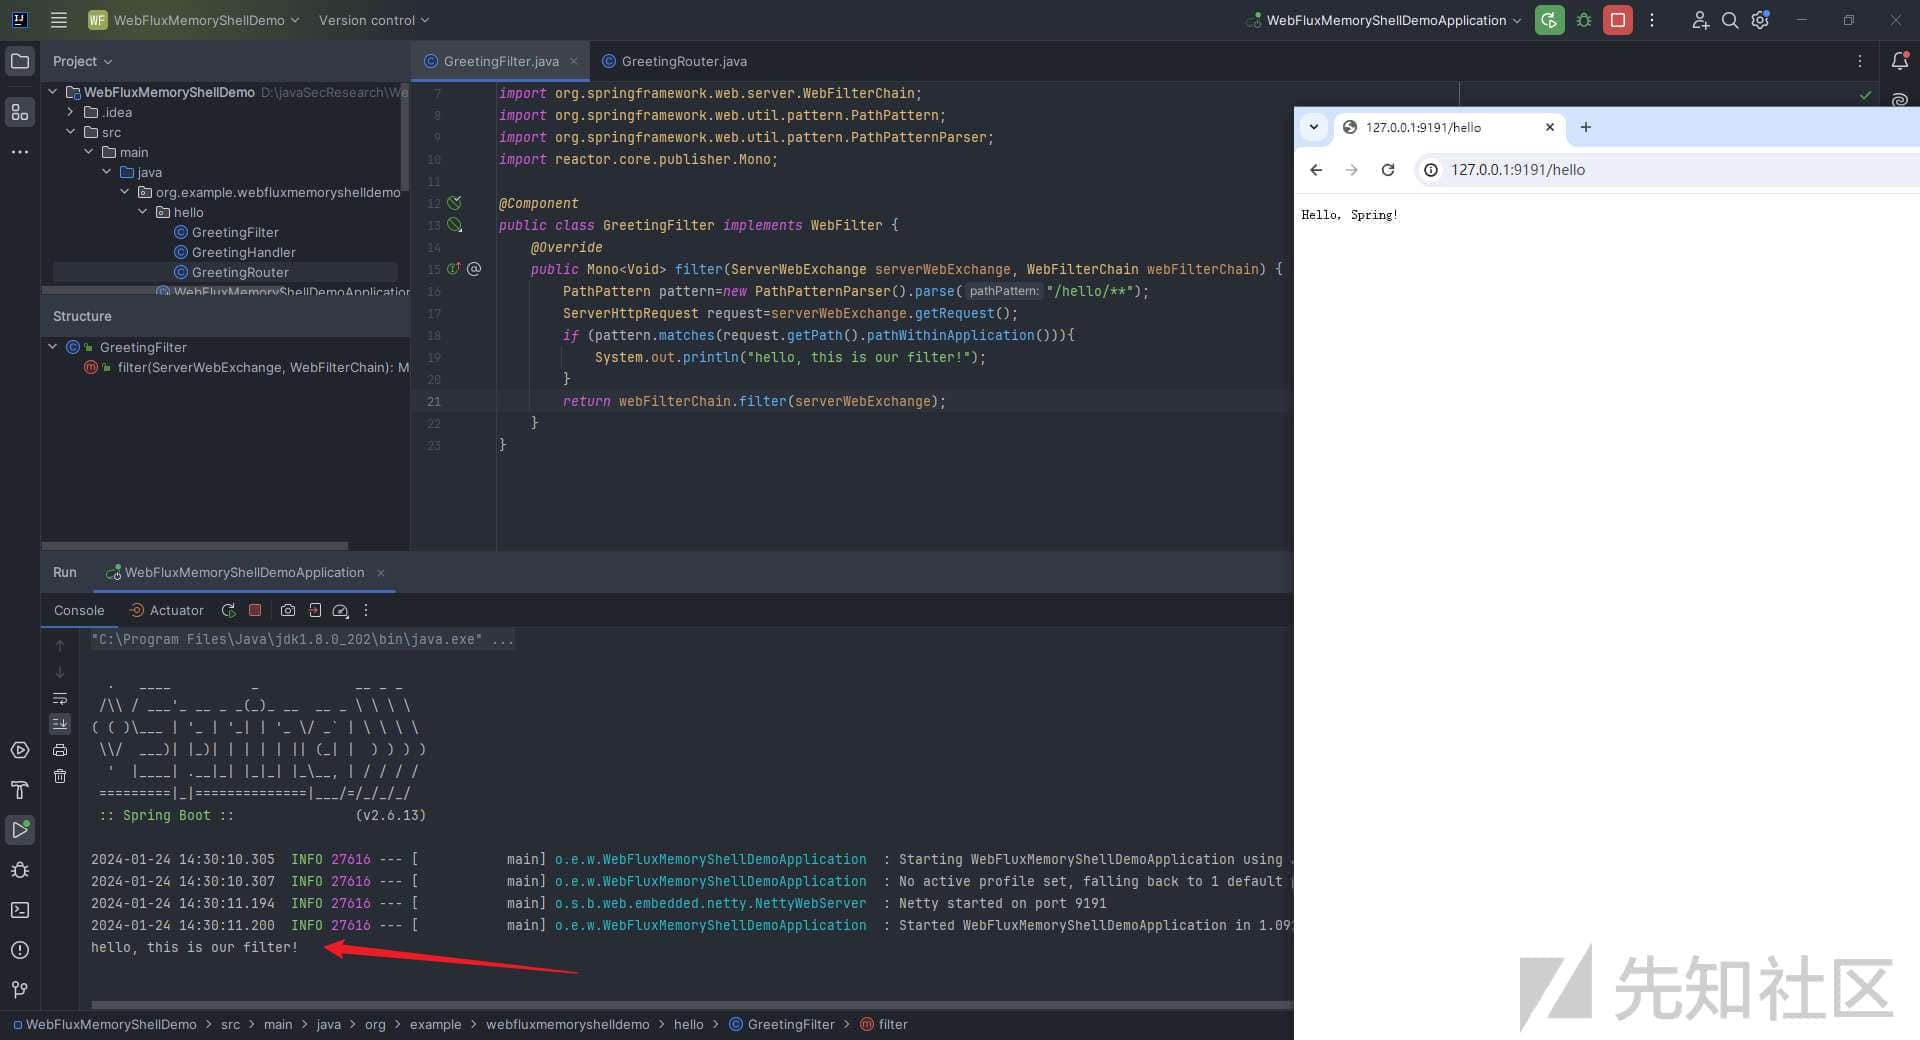 WF WebFluxMemoryShellDemo Version control WebFluxMemoryShellDemoApplication
Project
WebFluxMemoryShellDemo D:\javaSecResearch\We
.idea
src
main
java
org.example.webfluxmemoryshelldemo
hello
GreetingFilter
GreetingHandler
GreetingRouter
WebFluxMemoryShellDemoApplication
Structure
GreetingFilter
filter(ServerWebExchange, WebFilterChain): M
GreetingFilter.java GreetingRouter.java
7 import org.springframework.web.server.WebFilterChain;
8 import org.springframework.web.util.pattern.PathPattern;
9 import org.springframework.web.util.pattern.PathPatternParser;
10 import reactor.core.publisher.Mono;
11
12 @Component
13 public class GreetingFilter implements WebFilter {
14 @Override
15 public Mono<Void> filter(ServerWebExchange serverWebExchange, WebFilterChain webFilterChain) {
16 PathPattern pattern=new PathPatternParser().parse( pathPattern: "/hello/**");
17 ServerHttpRequest request=serverWebExchange.getRequest();
18 if (pattern.matches(request.getPath().pathWithinApplication())){
19 System.out.println("hello, this is our filter!");
20 }
21 return webFilterChain.filter(serverWebExchange);
22 }
23 }
127.0.0.1:9191/hello
127.0.0.1:9191/hello
Hello, Spring!
Run WebFluxMemoryShellDemoApplication
Console Actuator
"C:\Program Files\Java\jdk1.8.0_202\bin\java.exe" ...
  .   ____          _            __ _ _
 /\\ / ___'_ __ _ _(_)_ __  __ _ \ \ \ \
( ( )\___ | '_ | '_| | '_ \/ _` | \ \ \ \
 \\/  ___)| |_)| | | | | || (_| |  ) ) ) )
  '  |____| .__|_| |_|_| |_\__, | / / / /
 =========|_|==============|___/=/_/_/_/
 :: Spring Boot ::               (v2.6.13)
2024-01-24 14:30:10.305  INFO 27616 --- [           main] o.e.w.WebFluxMemoryShellDemoApplication  : Starting WebFluxMemoryShellDemoApplication using
2024-01-24 14:30:10.307  INFO 27616 --- [           main] o.e.w.WebFluxMemoryShellDemoApplication  : No active profile set, falling back to 1 default
2024-01-24 14:30:11.194  INFO 27616 --- [           main] o.s.b.web.embedded.netty.NettyWebServer  : Netty started on port 9191
2024-01-24 14:30:11.200  INFO 27616 --- [           main] o.e.w.WebFluxMemoryShellDemoApplication  : Started WebFluxMemoryShellDemoApplication in 1.09
hello, this is our filter!
WebFluxMemoryShellDemo > src > main > java > org > example > webfluxmemoryshelldemo > hello > GreetingFilter > filter
先知社区